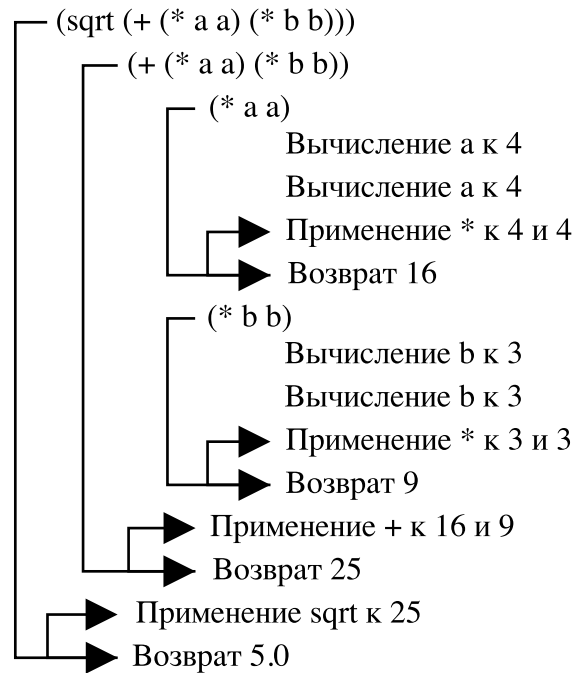 (sqrt (+ (* a a) (* b b)))
(+ (* a a) (* b b))
(* a a)
Вычисление a к 4
Вычисление a к 4
Применение * к 4 и 4
Возврат 16
(* b b)
Вычисление b к 3
Вычисление b к 3
Применение * к 3 и 3
Возврат 9
Применение + к 16 и 9
Возврат 25
Применение sqrt к 25
Возврат 5.0